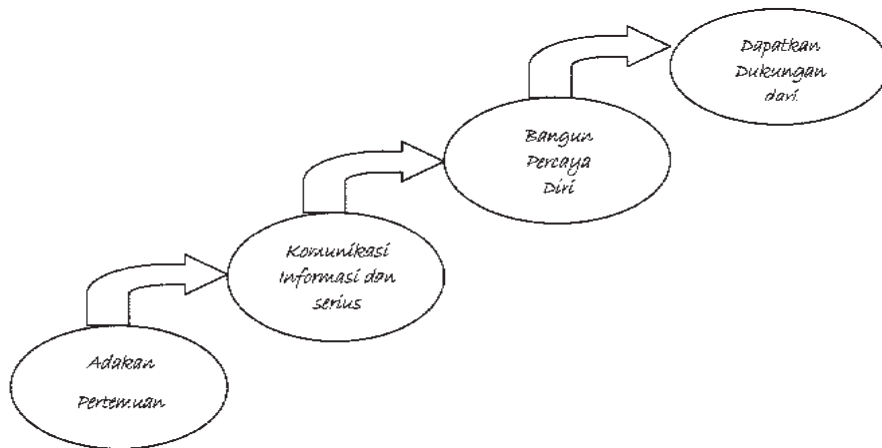 Dapatkan
Dukungan
dari
Bangun
Percaya
Diri
Komunikasi
Informasi dan
serius
Adakan
Pertemuan